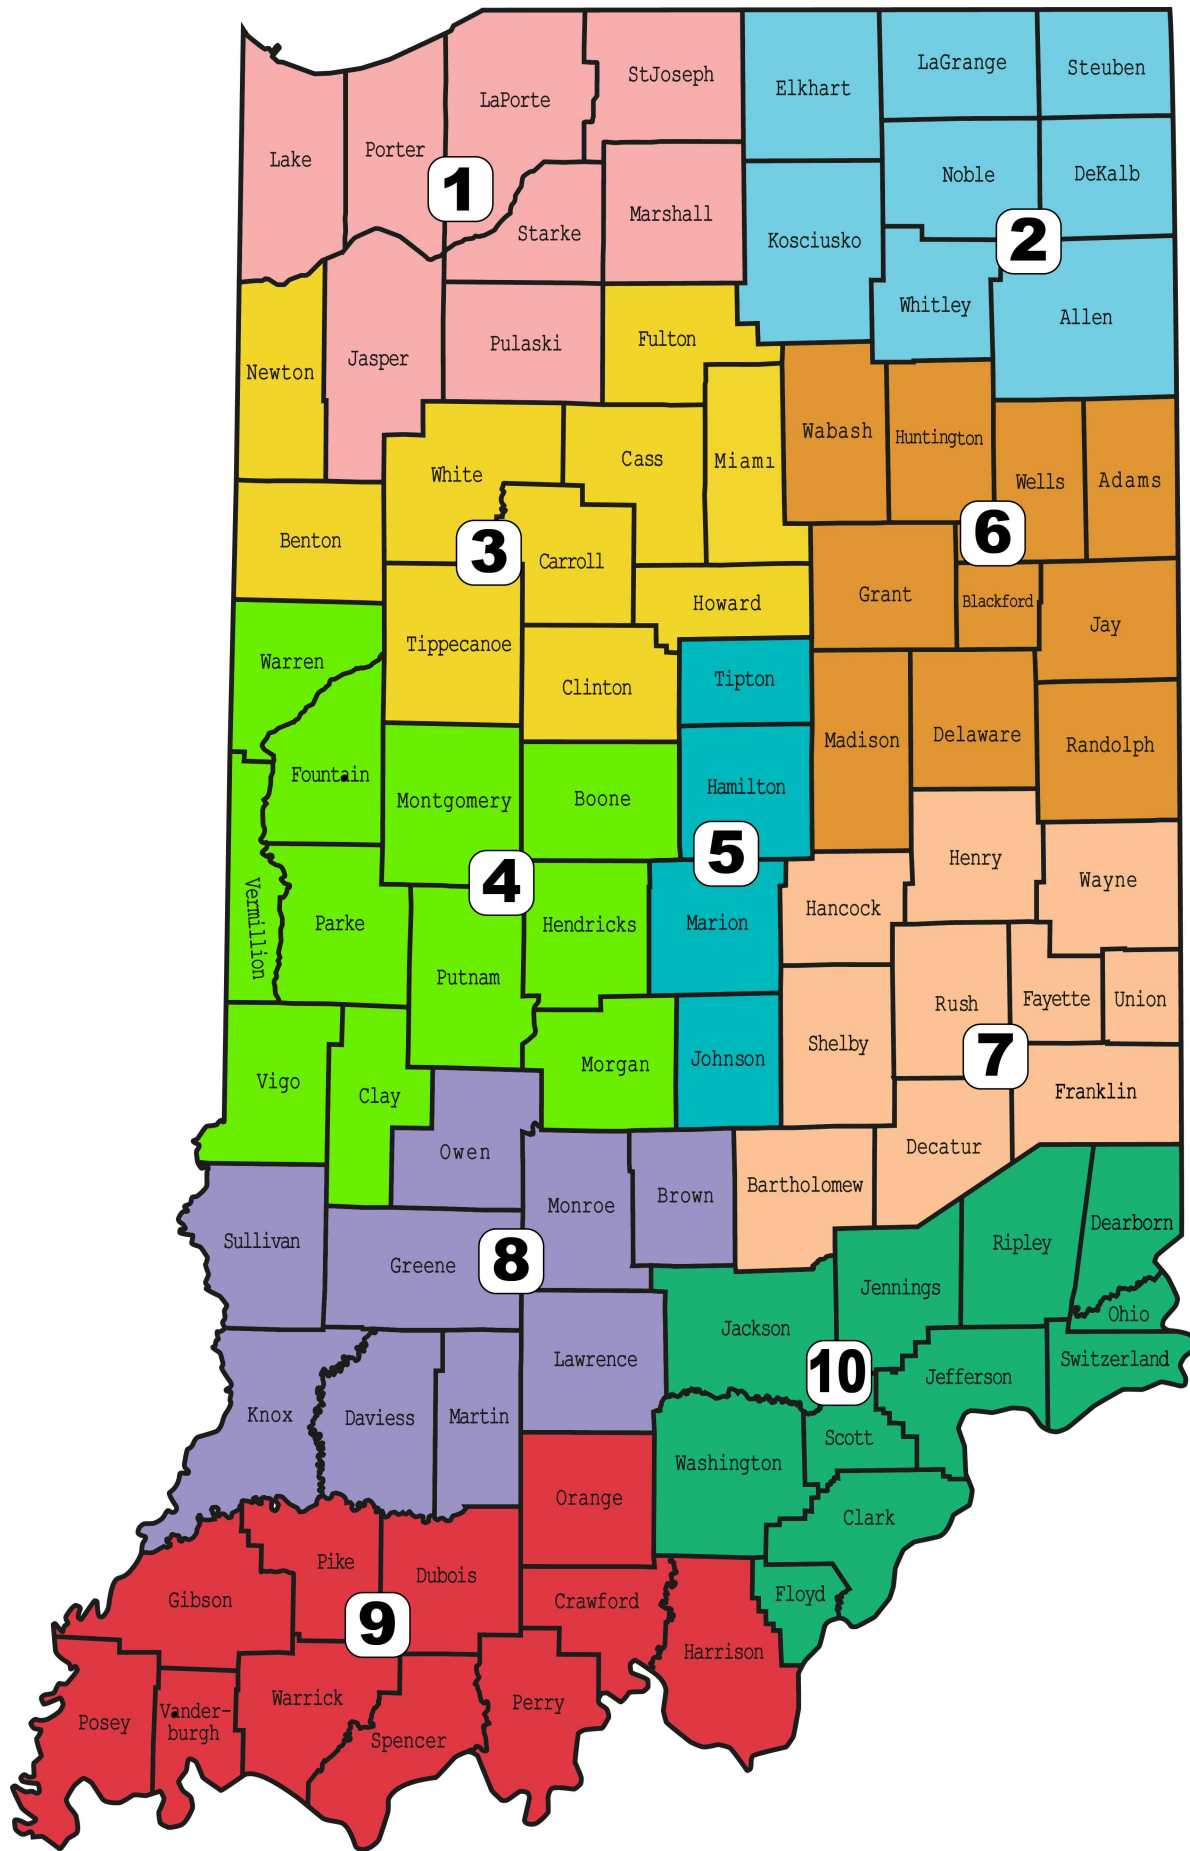 LaGrange
Steuben
StJoseph
Elkhart
LaPorte
Porter
Lake
Noble
DeKalb
1
Marshall
Starke
Kosciusko
2
Whitley
Allen
Fulton
Pulaski
Jasper
Newton
Wabash
Huntington
Cass
Miamı
White
Wells
Adams
6
Benton
3
Carroll
Grant
Blackford
Howard
Jay
Tippecanoe
Warren
Tipton
Clinton
Madison
Delaware
Randolph
Fountain
Hamilton
Montgomery
Boone
5
Henry
4
Wayne
Hancock
Vermillion
Parke
Hendricks
Marion
Putnam
Rush
Fayette
Union
Shelby
7
Johnson
Morgan
Vigo
Clay
Franklin
Decatur
Owen
Bartholomew
Brown
Monroe
Dearborn
Sullivan
Ripley
8
Greene
Jennings
Ohio
Jackson
Lawrence
Switzerland
10
Jefferson
Knox
Daviess
Martin
Scott
Washington
Orange
Clark
Pike
Dubois
Floyd
Gibson
Crawford
9
Harrison
Warrick
Perry
Posey
Vander-
burgh
Spencer